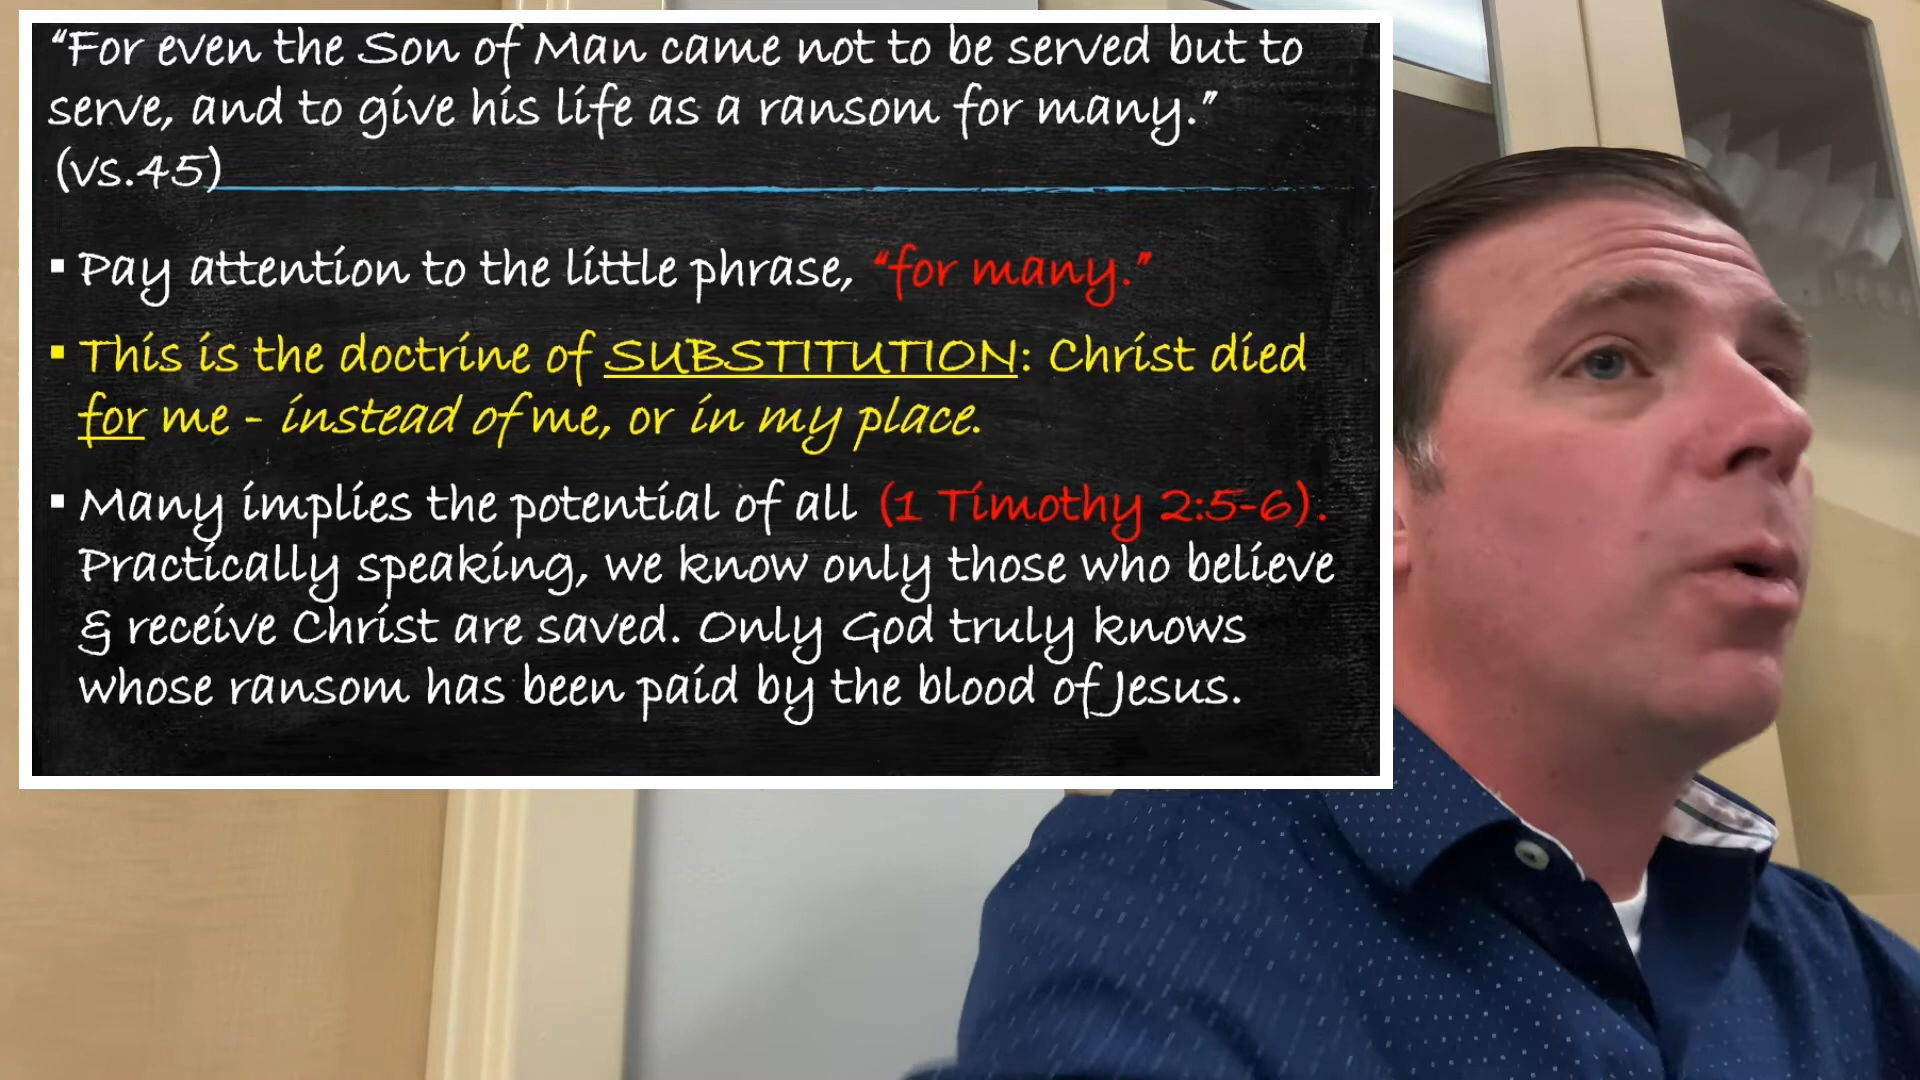 “For even the Son of Man came not to be served but to
serve, and to give his life as a ransom for many.”
(vs.45)
▪ Pay attention to the little phrase, “for many.”
▪ This is the doctrine of SUBSTITUTION: Christ died
for me - instead of me, or in my place.
▪ Many implies the potential of all (1 Timothy 2:5-6).
Practically speaking, we know only those who believe
& receive Christ are saved. Only God truly knows
whose ransom has been paid by the blood of Jesus.